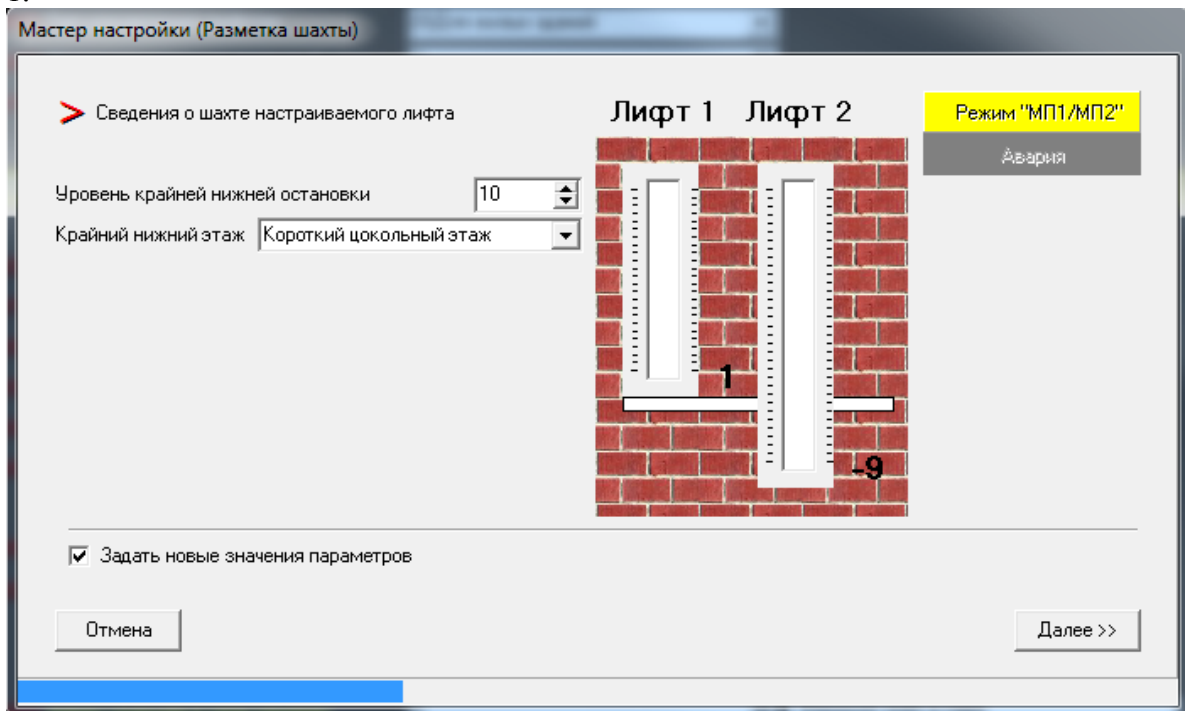 Мастер настройки (Разметка шахты)
Сведения о шахте настраиваемого лифта
Лифт 1 Лифт 2
Режим "МП1/МП2"
Авария
Уровень крайней нижней остановки 10
Крайний нижний этаж Короткий цокольный этаж
1
-9
Задать новые значения параметров
Отмена
Далее >>